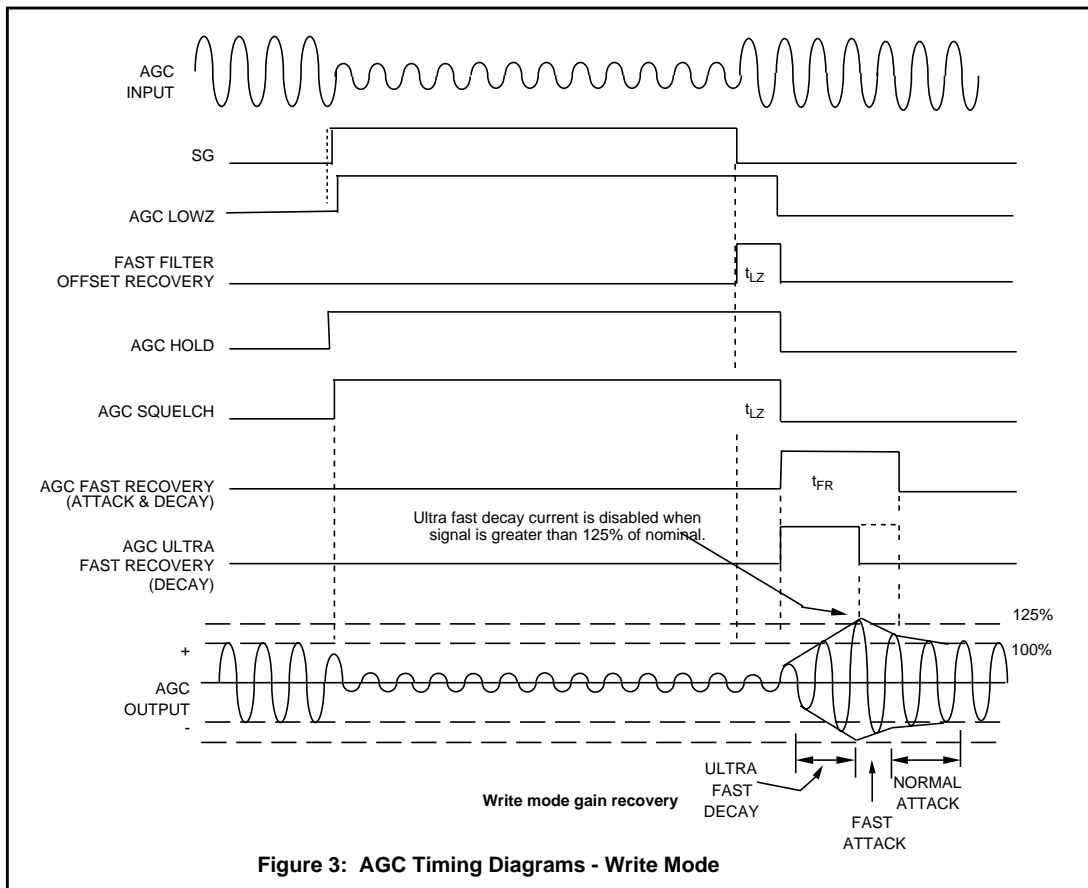 AGC
INPUT
SG
AGC LOWZ
FAST FILTER
OFFSET RECOVERY
tLZ
AGC HOLD
AGC SQUELCH
tLZ
AGC FAST RECOVERY
(ATTACK & DECAY)
tFR
Ultra fast decay current is disabled when
signal is greater than 125% of nominal.
AGC ULTRA
FAST RECOVERY
(DECAY)
125%
+
100%
AGC
OUTPUT
-
ULTRA
FAST
DECAY
NORMAL
ATTACK
FAST
ATTACK
Write mode gain recovery
Figure 3: AGC Timing Diagrams - Write Mode